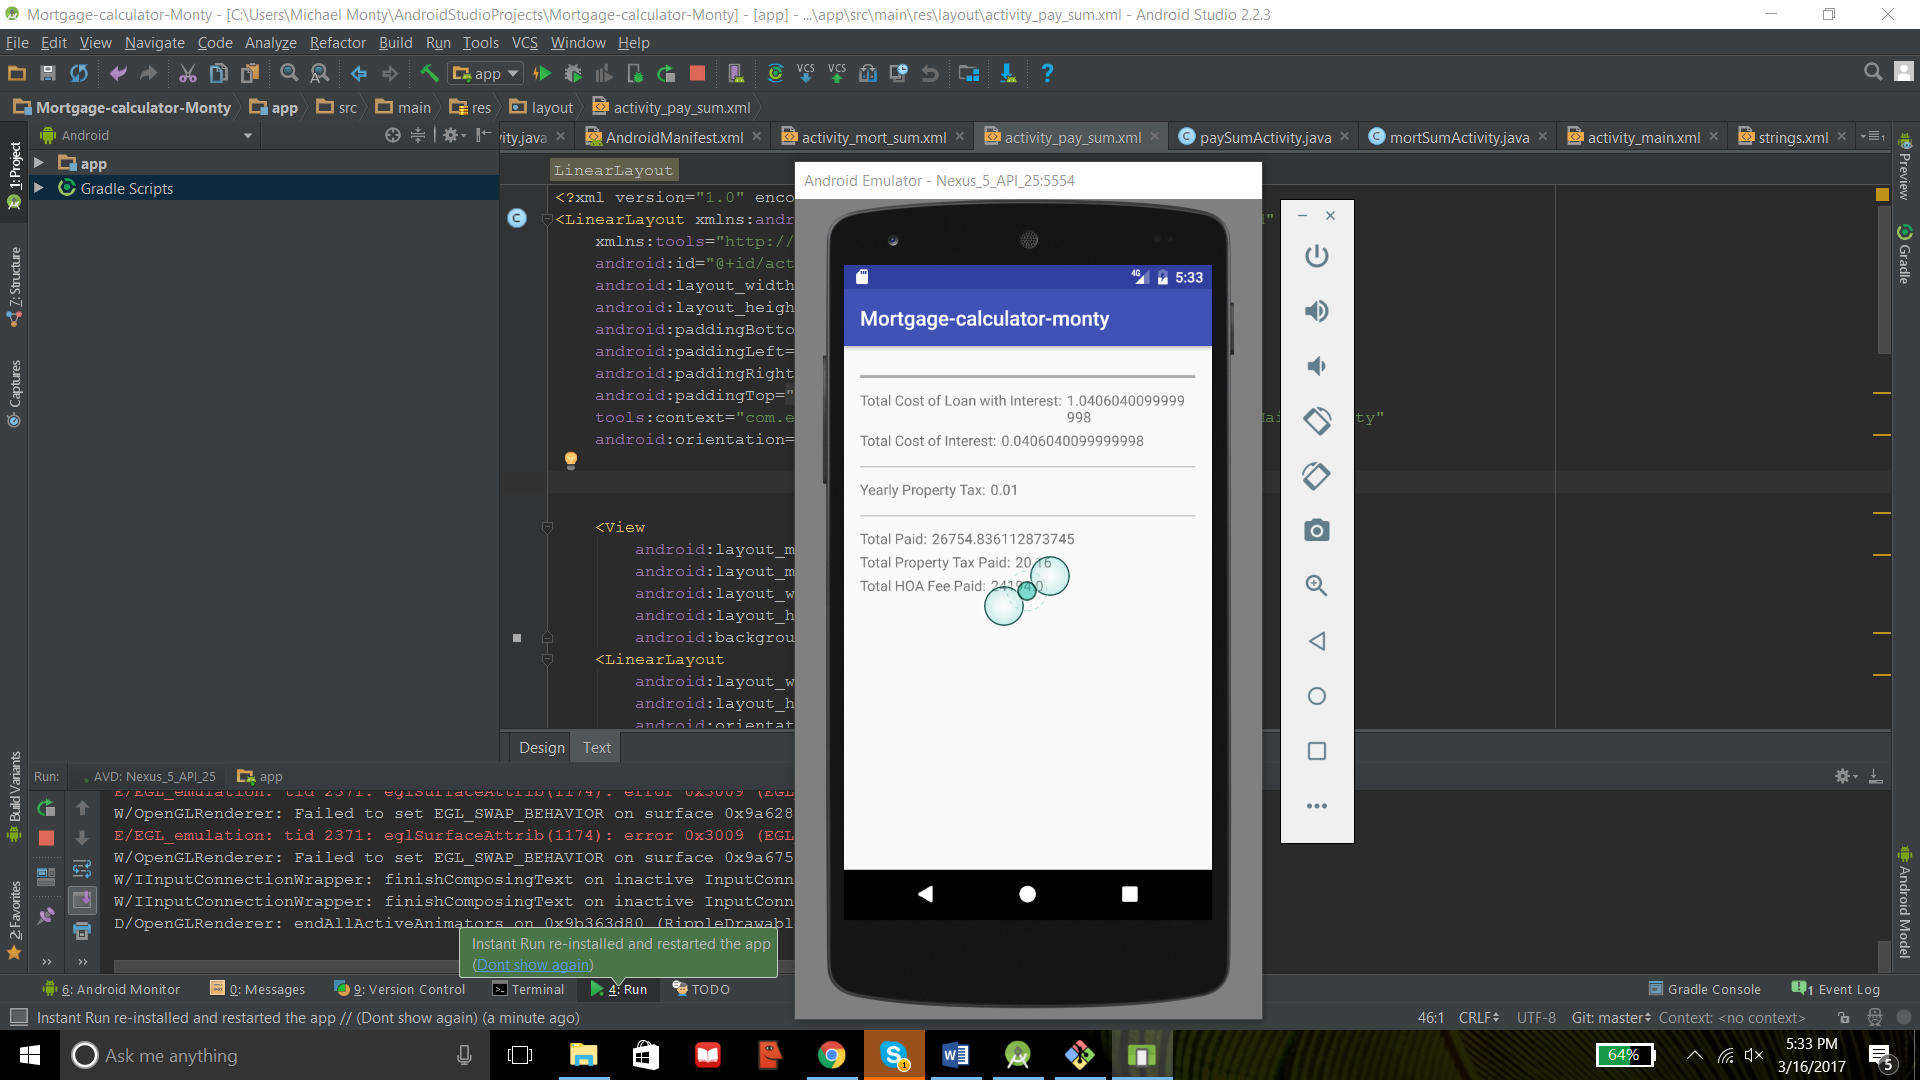 Mortgage-calculator-Monty - [C:\Users\Michael Monty\AndroidStudioProjects\Mortgage-calculator-Monty] - [app] - ...\app\src\main\res\layout\activity_pay_sum.xml - Android Studio 2.2.3
File Edit View Navigate Code Analyze Refactor Build Run Tools VCS Window Help
app
VCS VCS
Mortgage-calculator-Monty app src main res layout activity_pay_sum.xml
Android
ity.java AndroidManifest.xml activity_mort_sum.xml activity_pay_sum.xml paySumActivity.java mortSumActivity.java activity_main.xml strings.xml
app
Gradle Scripts
1: Project
7: Structure
Captures
Build Variants
2: Favorites
Preview
Gradle
Android Model
LinearLayout
<?xml version="1.0" enco
<LinearLayout xmlns:andr
xmlns:tools="http://
android:id="@+id/act
android:layout_width
android:layout_heigh
android:paddingBotto
android:paddingLeft=
android:paddingRight
android:paddingTop="
tools:context="com.e
ty"
android:orientation=
<View
android:layout_m
android:layout_m
android:layout_w
android:layout_h
android:backgrou
<LinearLayout
android:layout_w
android:layout_h
android:orientat
Design Text
Android Emulator - Nexus_5_API_25:5554
4G 5:33
Mortgage-calculator-monty
Total Cost of Loan with Interest: 1.0406040099999
998
Total Cost of Interest: 0.0406040099999998
Yearly Property Tax: 0.01
Total Paid: 26754.836112873745
Total Property Tax Paid: 20.16
Total HOA Fee Paid: 24194.0
Run: AVD: Nexus_5_API_25 app
E/EGL_emulation: tid 2371: eglSurfaceAttrib(1174): error 0x3009 (EGL
W/OpenGLRenderer: Failed to set EGL_SWAP_BEHAVIOR on surface 0x9a628
E/EGL_emulation: tid 2371: eglSurfaceAttrib(1174): error 0x3009 (EGL
W/OpenGLRenderer: Failed to set EGL_SWAP_BEHAVIOR on surface 0x9a675
W/IInputConnectionWrapper: finishComposingText on inactive InputConn
W/IInputConnectionWrapper: finishComposingText on inactive InputConn
D/OpenGLRenderer: endAllActiveAnimators on 0x9b363d80 (RippleDrawabl
Instant Run re-installed and restarted the app
(Dont show again)
6: Android Monitor 0: Messages 9: Version Control Terminal 4: Run TODO 1 Event Log Gradle Console
Instant Run re-installed and restarted the app // (Dont show again) (a minute ago) 46:1 CRLF UTF-8 Git: master Context: <no context>
Ask me anything
64%
5:33 PM
3/16/2017
5